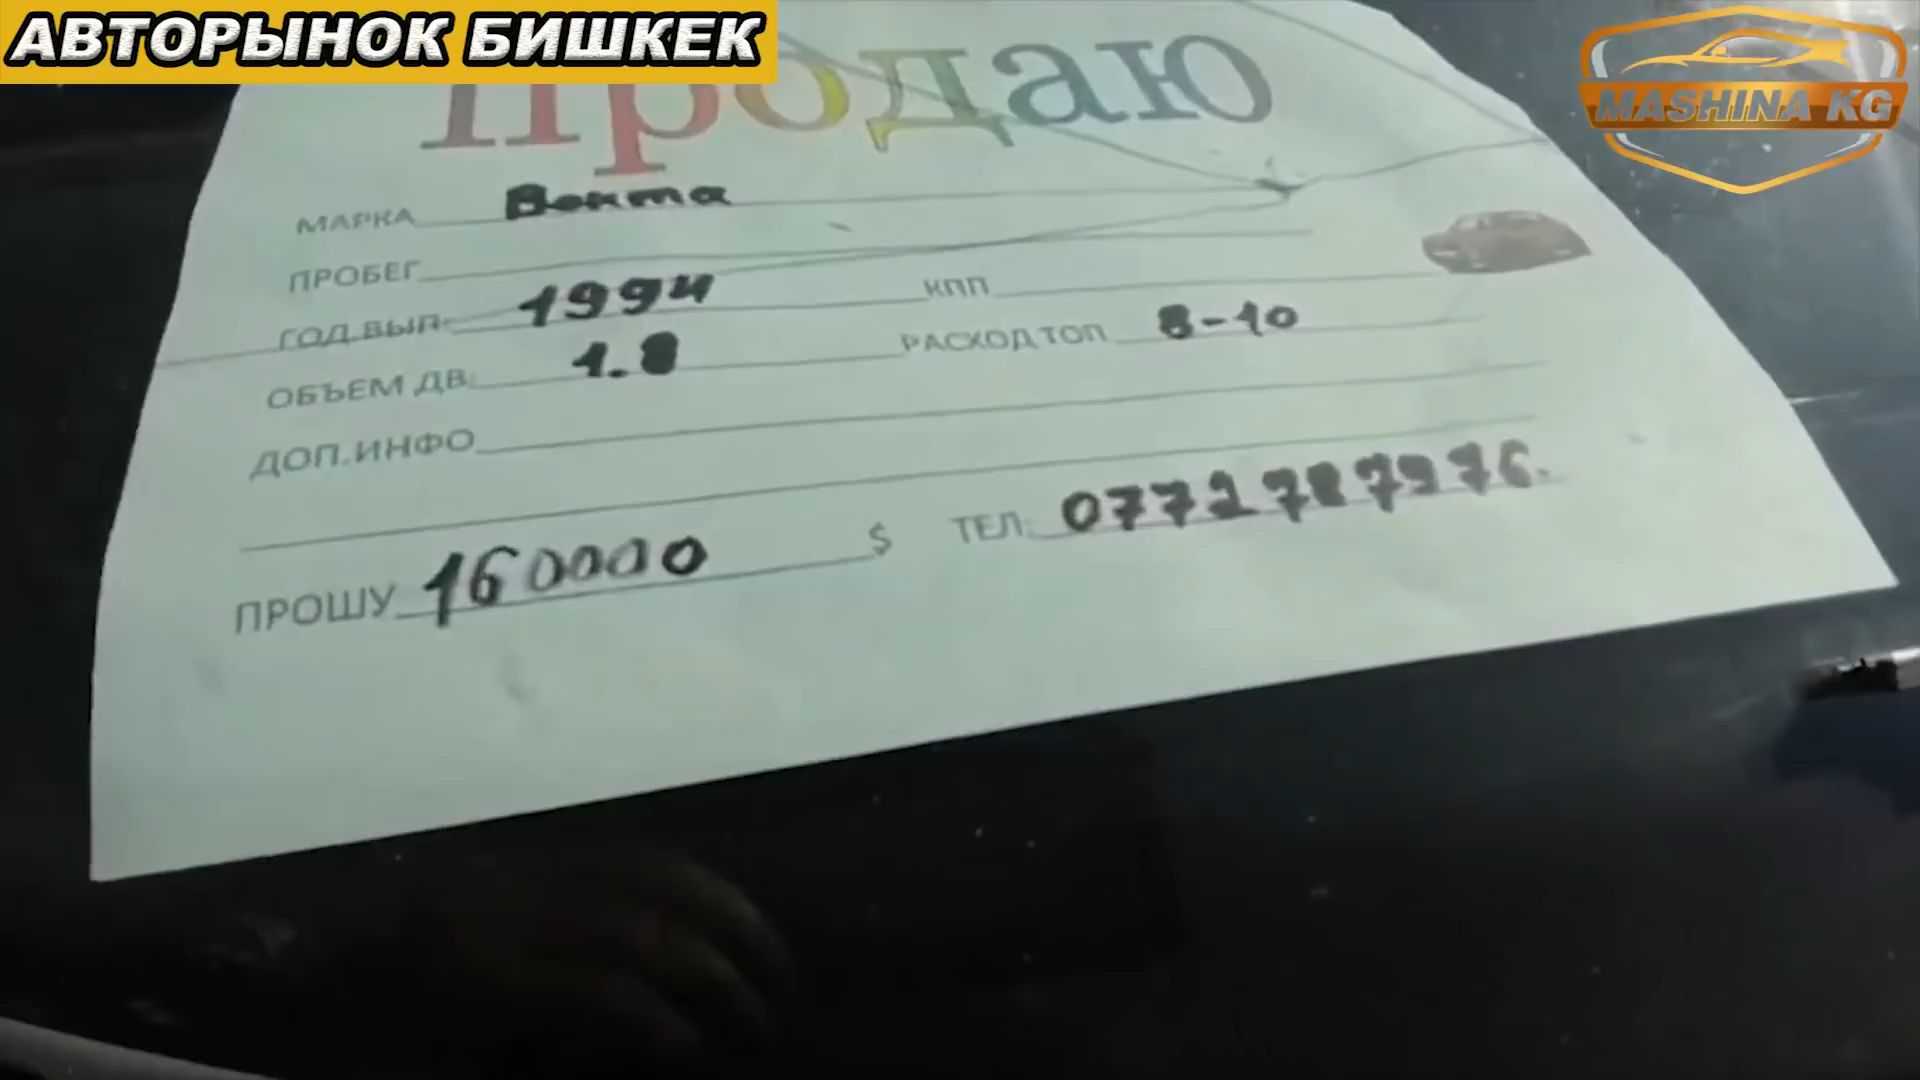 АВТОРЫНОК БИШКЕК
MASHINA KG
продаю
МАРКА Вента
ПРОБЕГ
ГОД ВЫП. 1994 КПП
ОБЪЕМ ДВ. 1.8 РАСХОД ТОП 8-10
ДОП.ИНФО
ПРОШУ 160000 $ ТЕЛ: 0772787976.